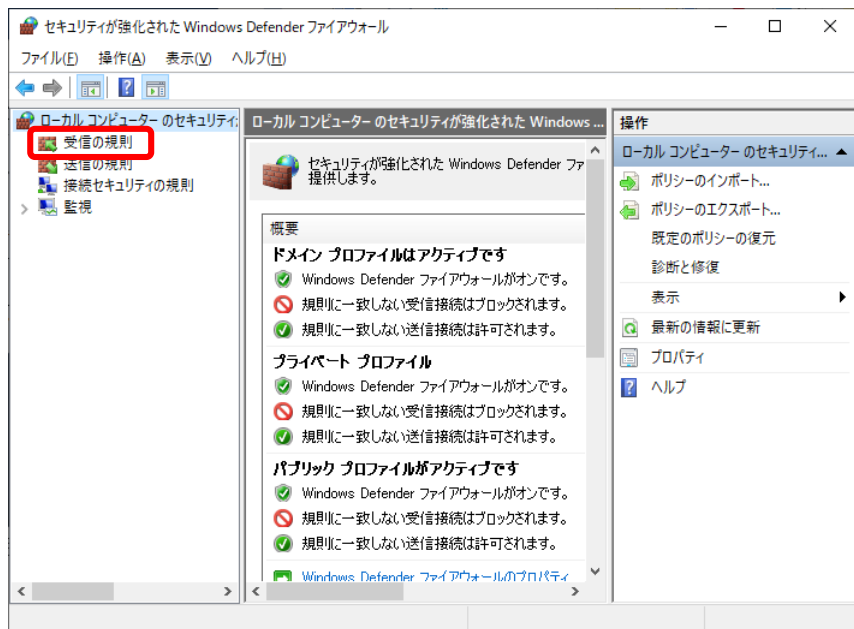 セキュリティが強化された Windows Defender ファイアウォール
ファイル(F) 操作(A) 表示(V) ヘルプ(H)
ローカル コンピューター のセキュリティ
受信の規則
送信の規則
接続セキュリティの規則
監視
ローカル コンピューター のセキュリティが強化された Windows ...
セキュリティが強化された Windows Defender ファ
提供します。
概要
ドメイン プロファイルはアクティブです
Windows Defender ファイアウォールがオンです。
規則に一致しない受信接続はブロックされます。
規則に一致しない送信接続は許可されます。
プライベート プロファイル
Windows Defender ファイアウォールがオンです。
規則に一致しない受信接続はブロックされます。
規則に一致しない送信接続は許可されます。
パブリック プロファイルがアクティブです
Windows Defender ファイアウォールがオンです。
規則に一致しない受信接続はブロックされます。
規則に一致しない送信接続は許可されます。
Windows Defender ファイアウォールのプロパティ
操作
ローカル コンピューター のセキュリティ...
ポリシーのインポート...
ポリシーのエクスポート...
既定のポリシーの復元
診断と修復
表示
最新の情報に更新
プロパティ
ヘルプ